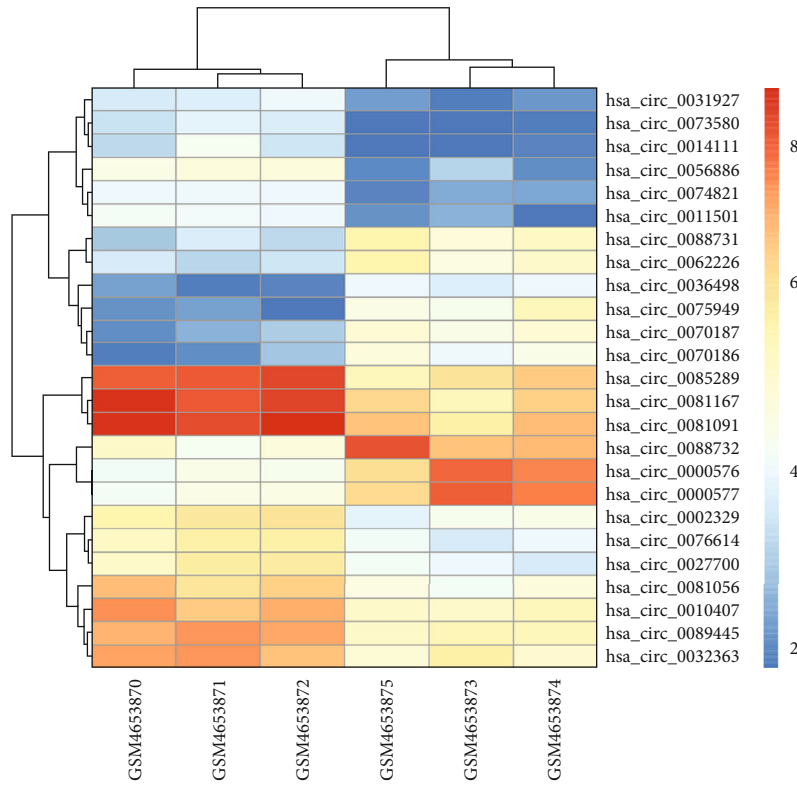 hsa_circ_0031927
hsa_circ_0073580
hsa_circ_0014111
hsa_circ_0056886
hsa_circ_0074821
hsa_circ_0011501
hsa_circ_0088731
hsa_circ_0062226
hsa_circ_0036498
hsa_circ_0075949
hsa_circ_0070187
hsa_circ_0070186
hsa_circ_0085289
hsa_circ_0081167
hsa_circ_0081091
hsa_circ_0088732
hsa_circ_0000576
hsa_circ_0000577
hsa_circ_0002329
hsa_circ_0076614
hsa_circ_0027700
hsa_circ_0081056
hsa_circ_0010407
hsa_circ_0089445
hsa_circ_0032363
8
6
4
2
GSM4653870
GSM4653871
GSM4653872
GSM4653875
GSM4653873
GSM4653874